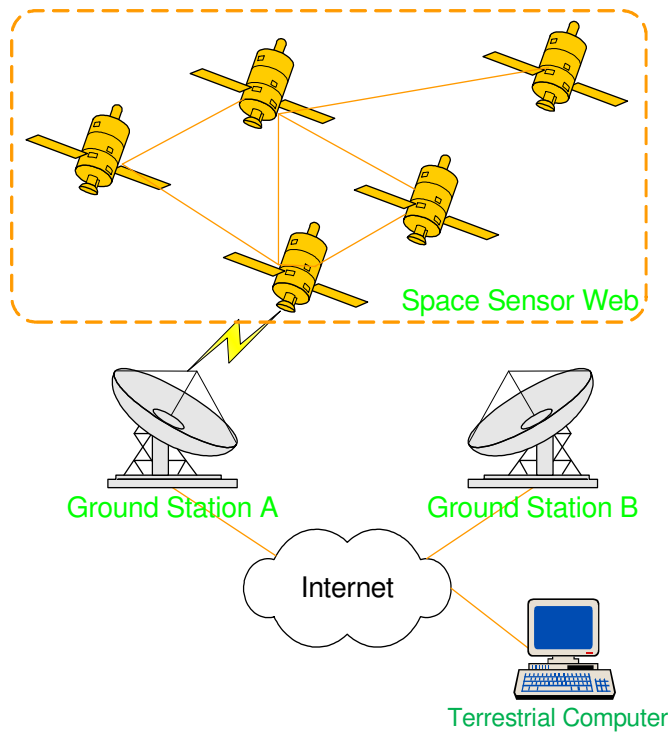 Space Sensor Web
Ground Station A
Ground Station B
Internet
Terrestrial Computer